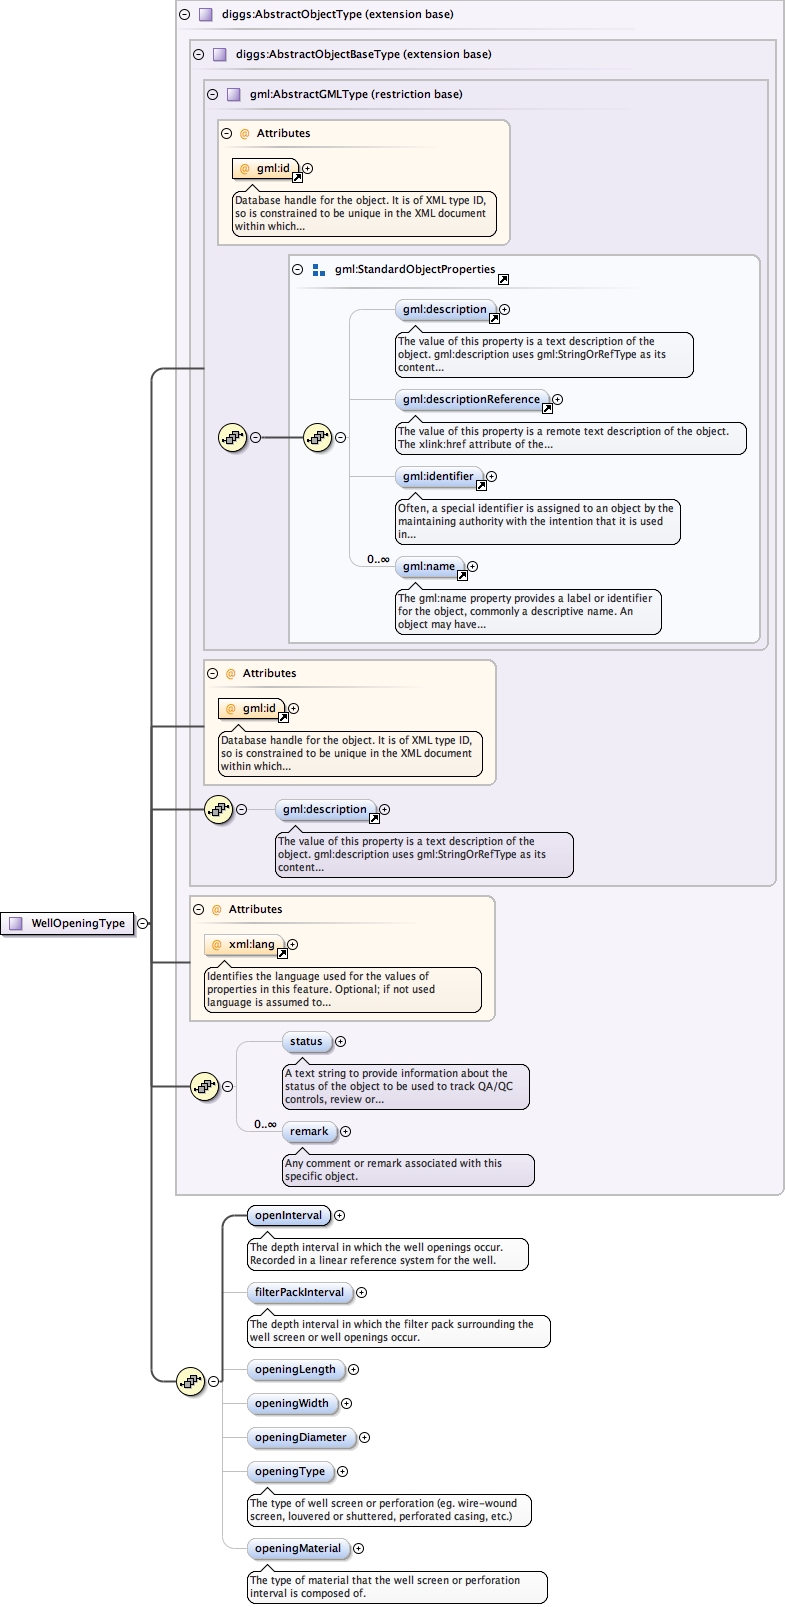 diggs:AbstractObjectType (extension base)
diggs:AbstractObjectBaseType (extension base)
gml:AbstractGMLType (restriction base)
@ Attributes
@ gml:id
Database handle for the object. It is of XML type ID,
so is constrained to be unique in the XML document
within which...
gml:StandardObjectProperties
gml:description
The value of this property is a text description of the
object. gml:description uses gml:StringOrRefType as its
content...
gml:descriptionReference
The value of this property is a remote text description of the object.
The xlink:href attribute of the...
gml:identifier
Often, a special identifier is assigned to an object by the
maintaining authority with the intention that it is used
in...
0..∞
gml:name
The gml:name property provides a label or identifier
for the object, commonly a descriptive name. An
object may have...
@ Attributes
@ gml:id
Database handle for the object. It is of XML type ID,
so is constrained to be unique in the XML document
within which...
gml:description
The value of this property is a text description of the
object. gml:description uses gml:StringOrRefType as its
content...
WellOpeningType
@ Attributes
@ xml:lang
Identifies the language used for the values of
properties in this feature. Optional; if not used
language is assumed to...
status
A text string to provide information about the
status of the object to be used to track QA/QC
controls, review or...
0..∞
remark
Any comment or remark associated with this
specific object.
openInterval
The depth interval in which the well openings occur.
Recorded in a linear reference system for the well.
filterPackInterval
The depth interval in which the filter pack surrounding the
well screen or well openings occur.
openingLength
openingWidth
openingDiameter
openingType
The type of well screen or perforation (eg. wire-wound
screen, louvered or shuttered, perforated casing, etc.)
openingMaterial
The type of material that the well screen or perforation
interval is composed of.